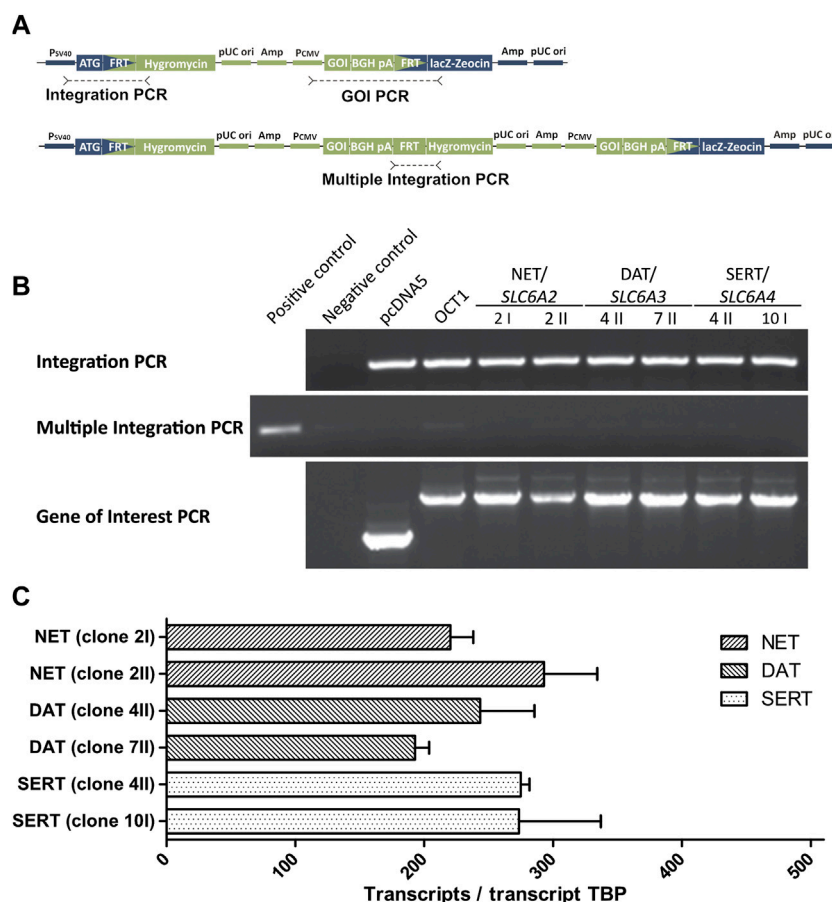 A
PSV40 ATG FRT Hygromycin pUC ori Amp PCMV GOI BGH pA FRT lacZ-Zeocin Amp pUC ori
Integration PCR GOI PCR
PSV40 ATG FRT Hygromycin pUC ori Amp PCMV GOI BGH pA FRT Hygromycin pUC ori Amp PCMV GOI BGH pA FRT lacZ-Zeocin Amp pUC o
Multiple Integration PCR
B
Positive control
Negative control
pcDNA5
OCT1
NET/ DAT/ SERT/
SLC6A2 SLC6A3 SLC6A4
2 I 2 II 4 II 7 II 4 II 10 I
Integration PCR
Multiple Integration PCR
Gene of Interest PCR
C
NET (clone 2I)
NET (clone 2II)
DAT (clone 4II)
DAT (clone 7II)
SERT (clone 4II)
SERT (clone 10I)
NET
DAT
SERT
0 100 200 300 400 500
Transcripts / transcript TBP